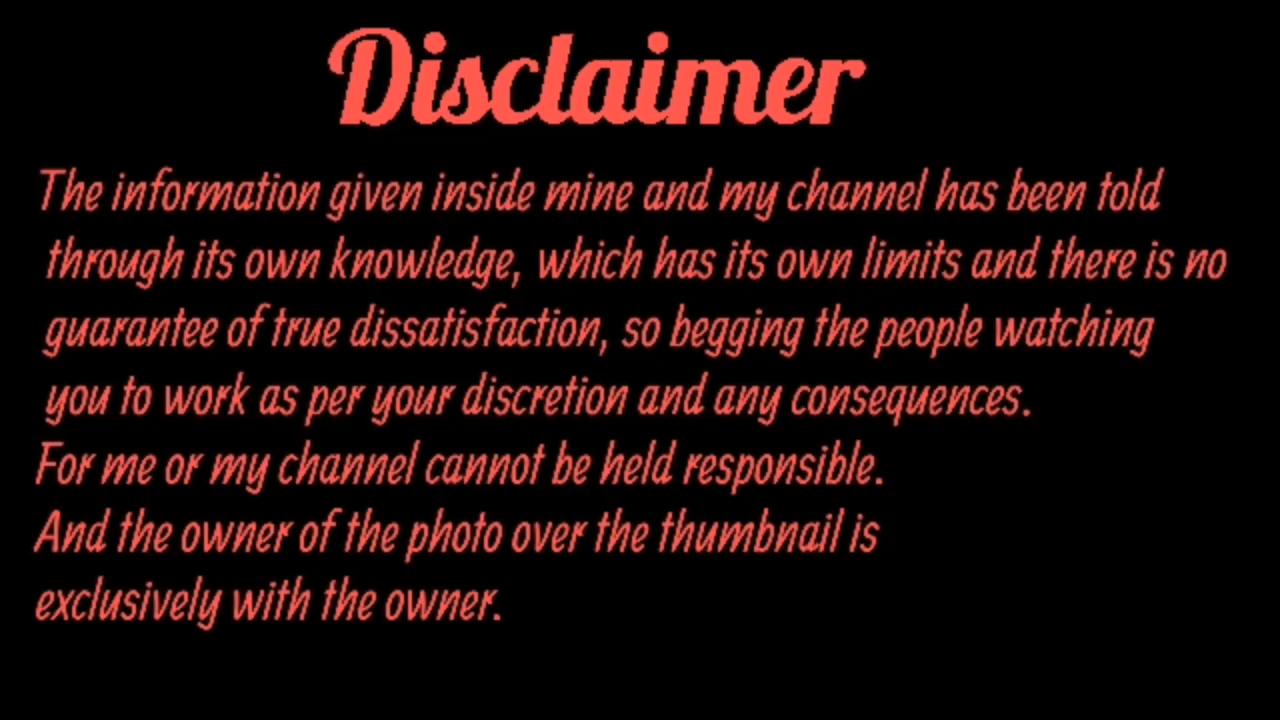 Disclaimer
The information given inside mine and my channel has been told
through its own knowledge, which has its own limits and there is no
guarantee of true dissatisfaction, so begging the people watching
you to work as per your discretion and any consequences.
For me or my channel cannot be held responsible.
And the owner of the photo over the thumbnail is
exclusively with the owner.